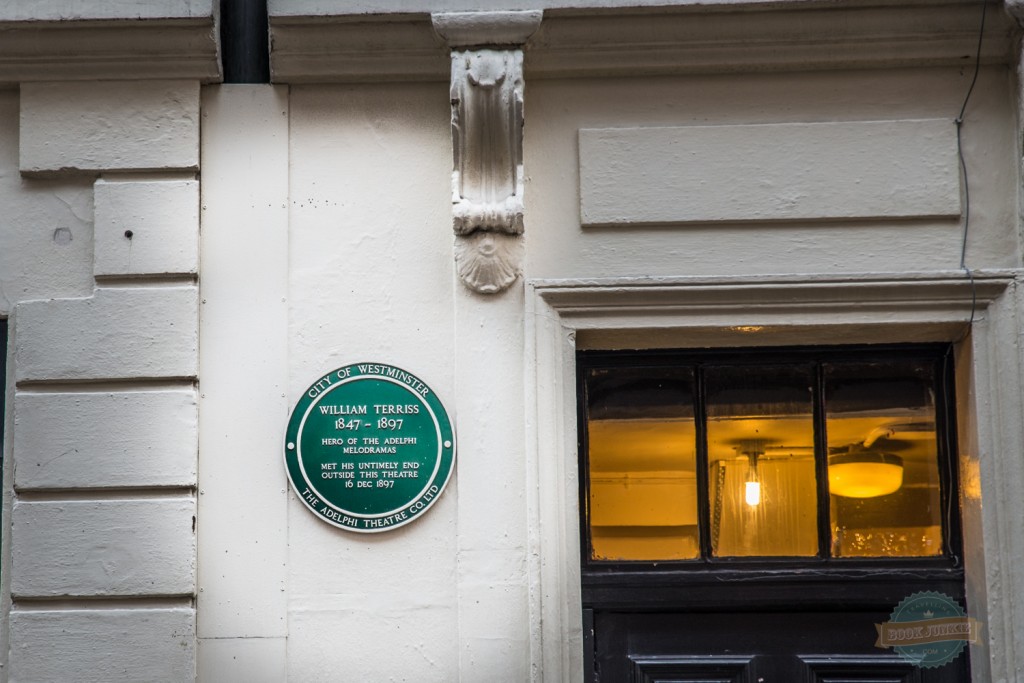 CITY OF WESTMINSTER
WILLIAM TERRISS
1847 - 1897
HERO OF THE ADELPHI
MELODRAMAS
MET HIS UNTIMELY END
OUTSIDE THIS THEATRE
16 DEC 1897
THE ADELPHI THEATRE CO. LTD
BOOK JUNKIE
.COM